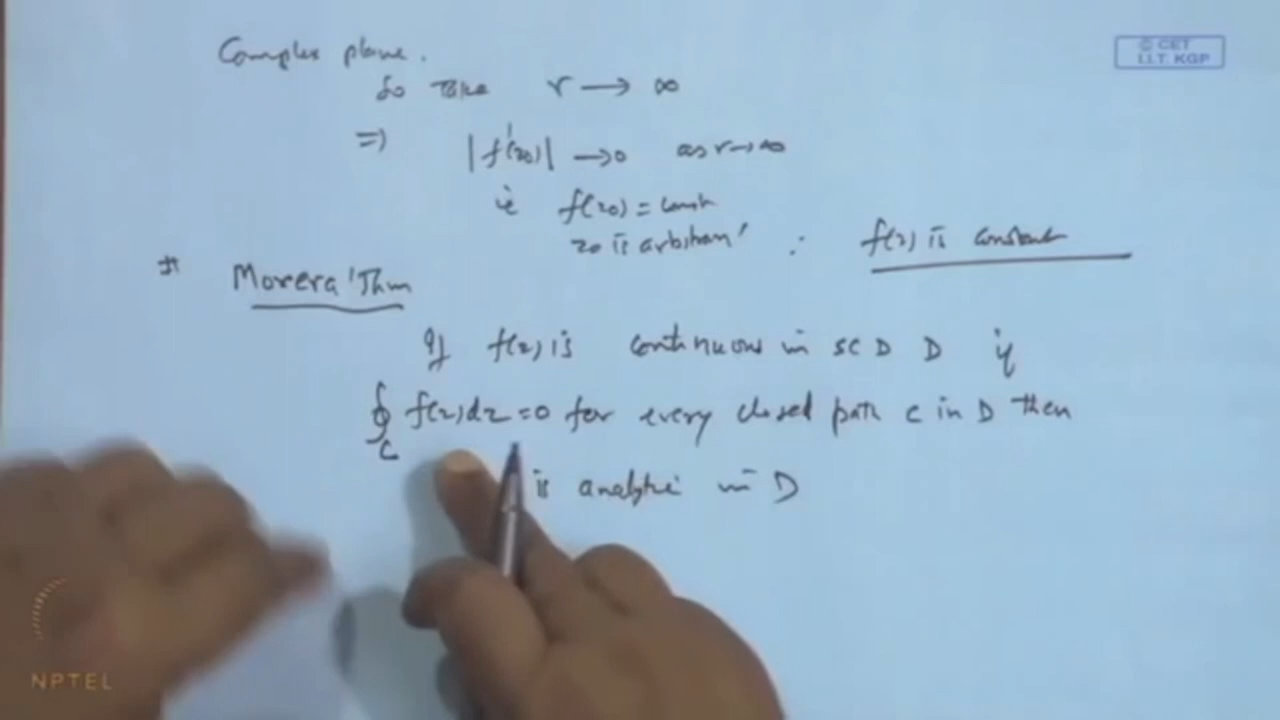 Complex plane.
© CET
I.I.T. KGP
So Take r → ∞
⇒ |f'(z0)| → 0 as r → ∞
ie f(z0) = const
z0 is arbitrary ∴ f(z) is constant
# Morera's Thm
If f(z) is continuous in SCD D if
∮ f(z)dz = 0 for every closed path C in D then
C
is analytic in D
NPTEL